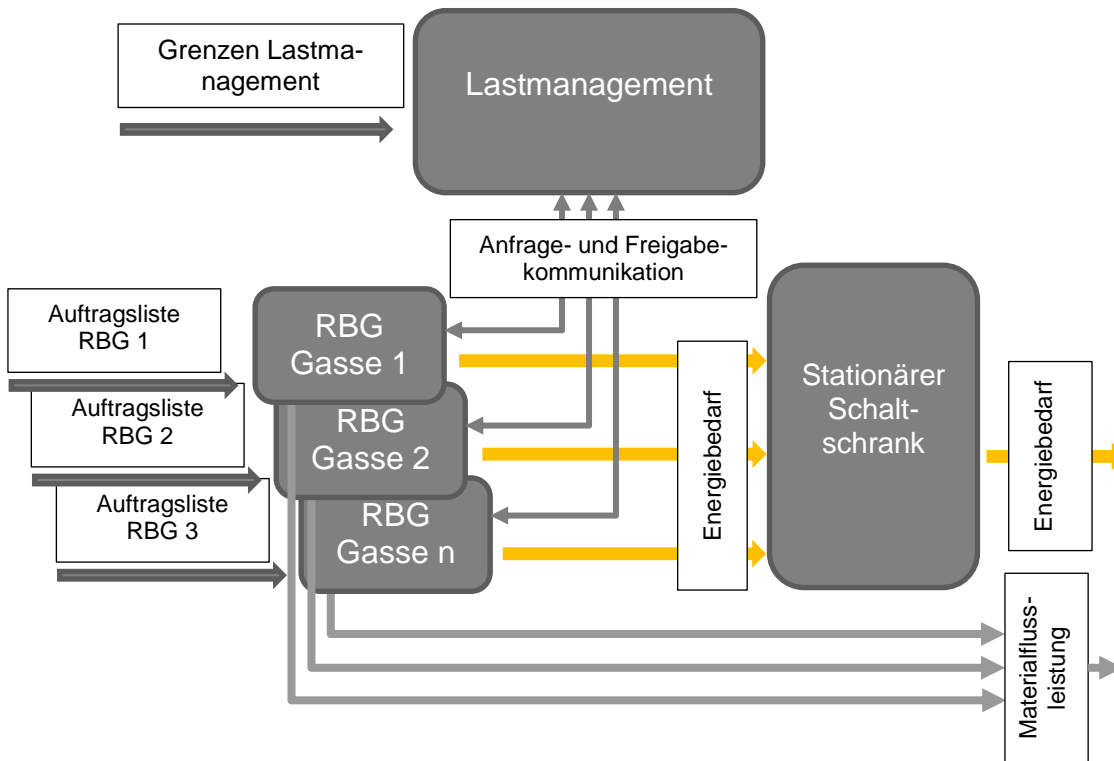 Grenzen Lastma-
nagement
Lastmanagement
Anfrage- und Freigabe-
kommunikation
Auftragsliste
RBG 1
Auftragsliste
RBG 2
Auftragsliste
RBG 3
RBG
Gasse 1
RBG
Gasse 2
RBG
Gasse n
Energiebedarf
Stationärer
Schalt-
schrank
Energiebedarf
Materialfluss-
leistung